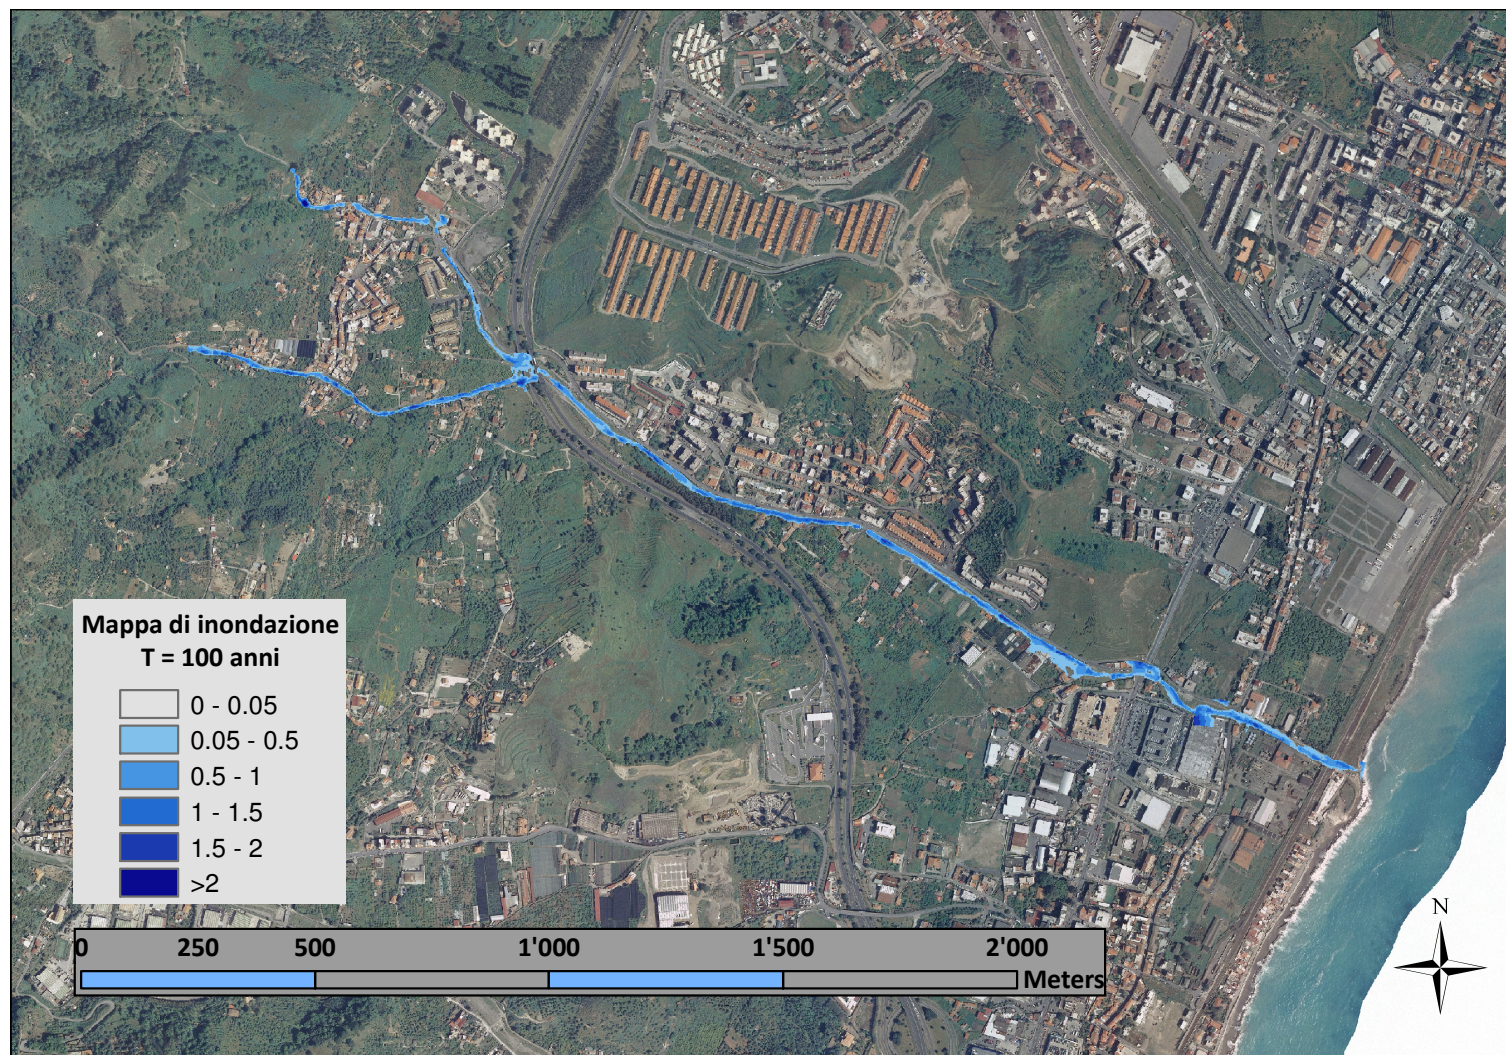 Mappa di inondazione
T = 100 anni
0 - 0.05
0.05 - 0.5
0.5 - 1
1 - 1.5
1.5 - 2
>2
0 250 500 1'000 1'500 2'000
Meters
N